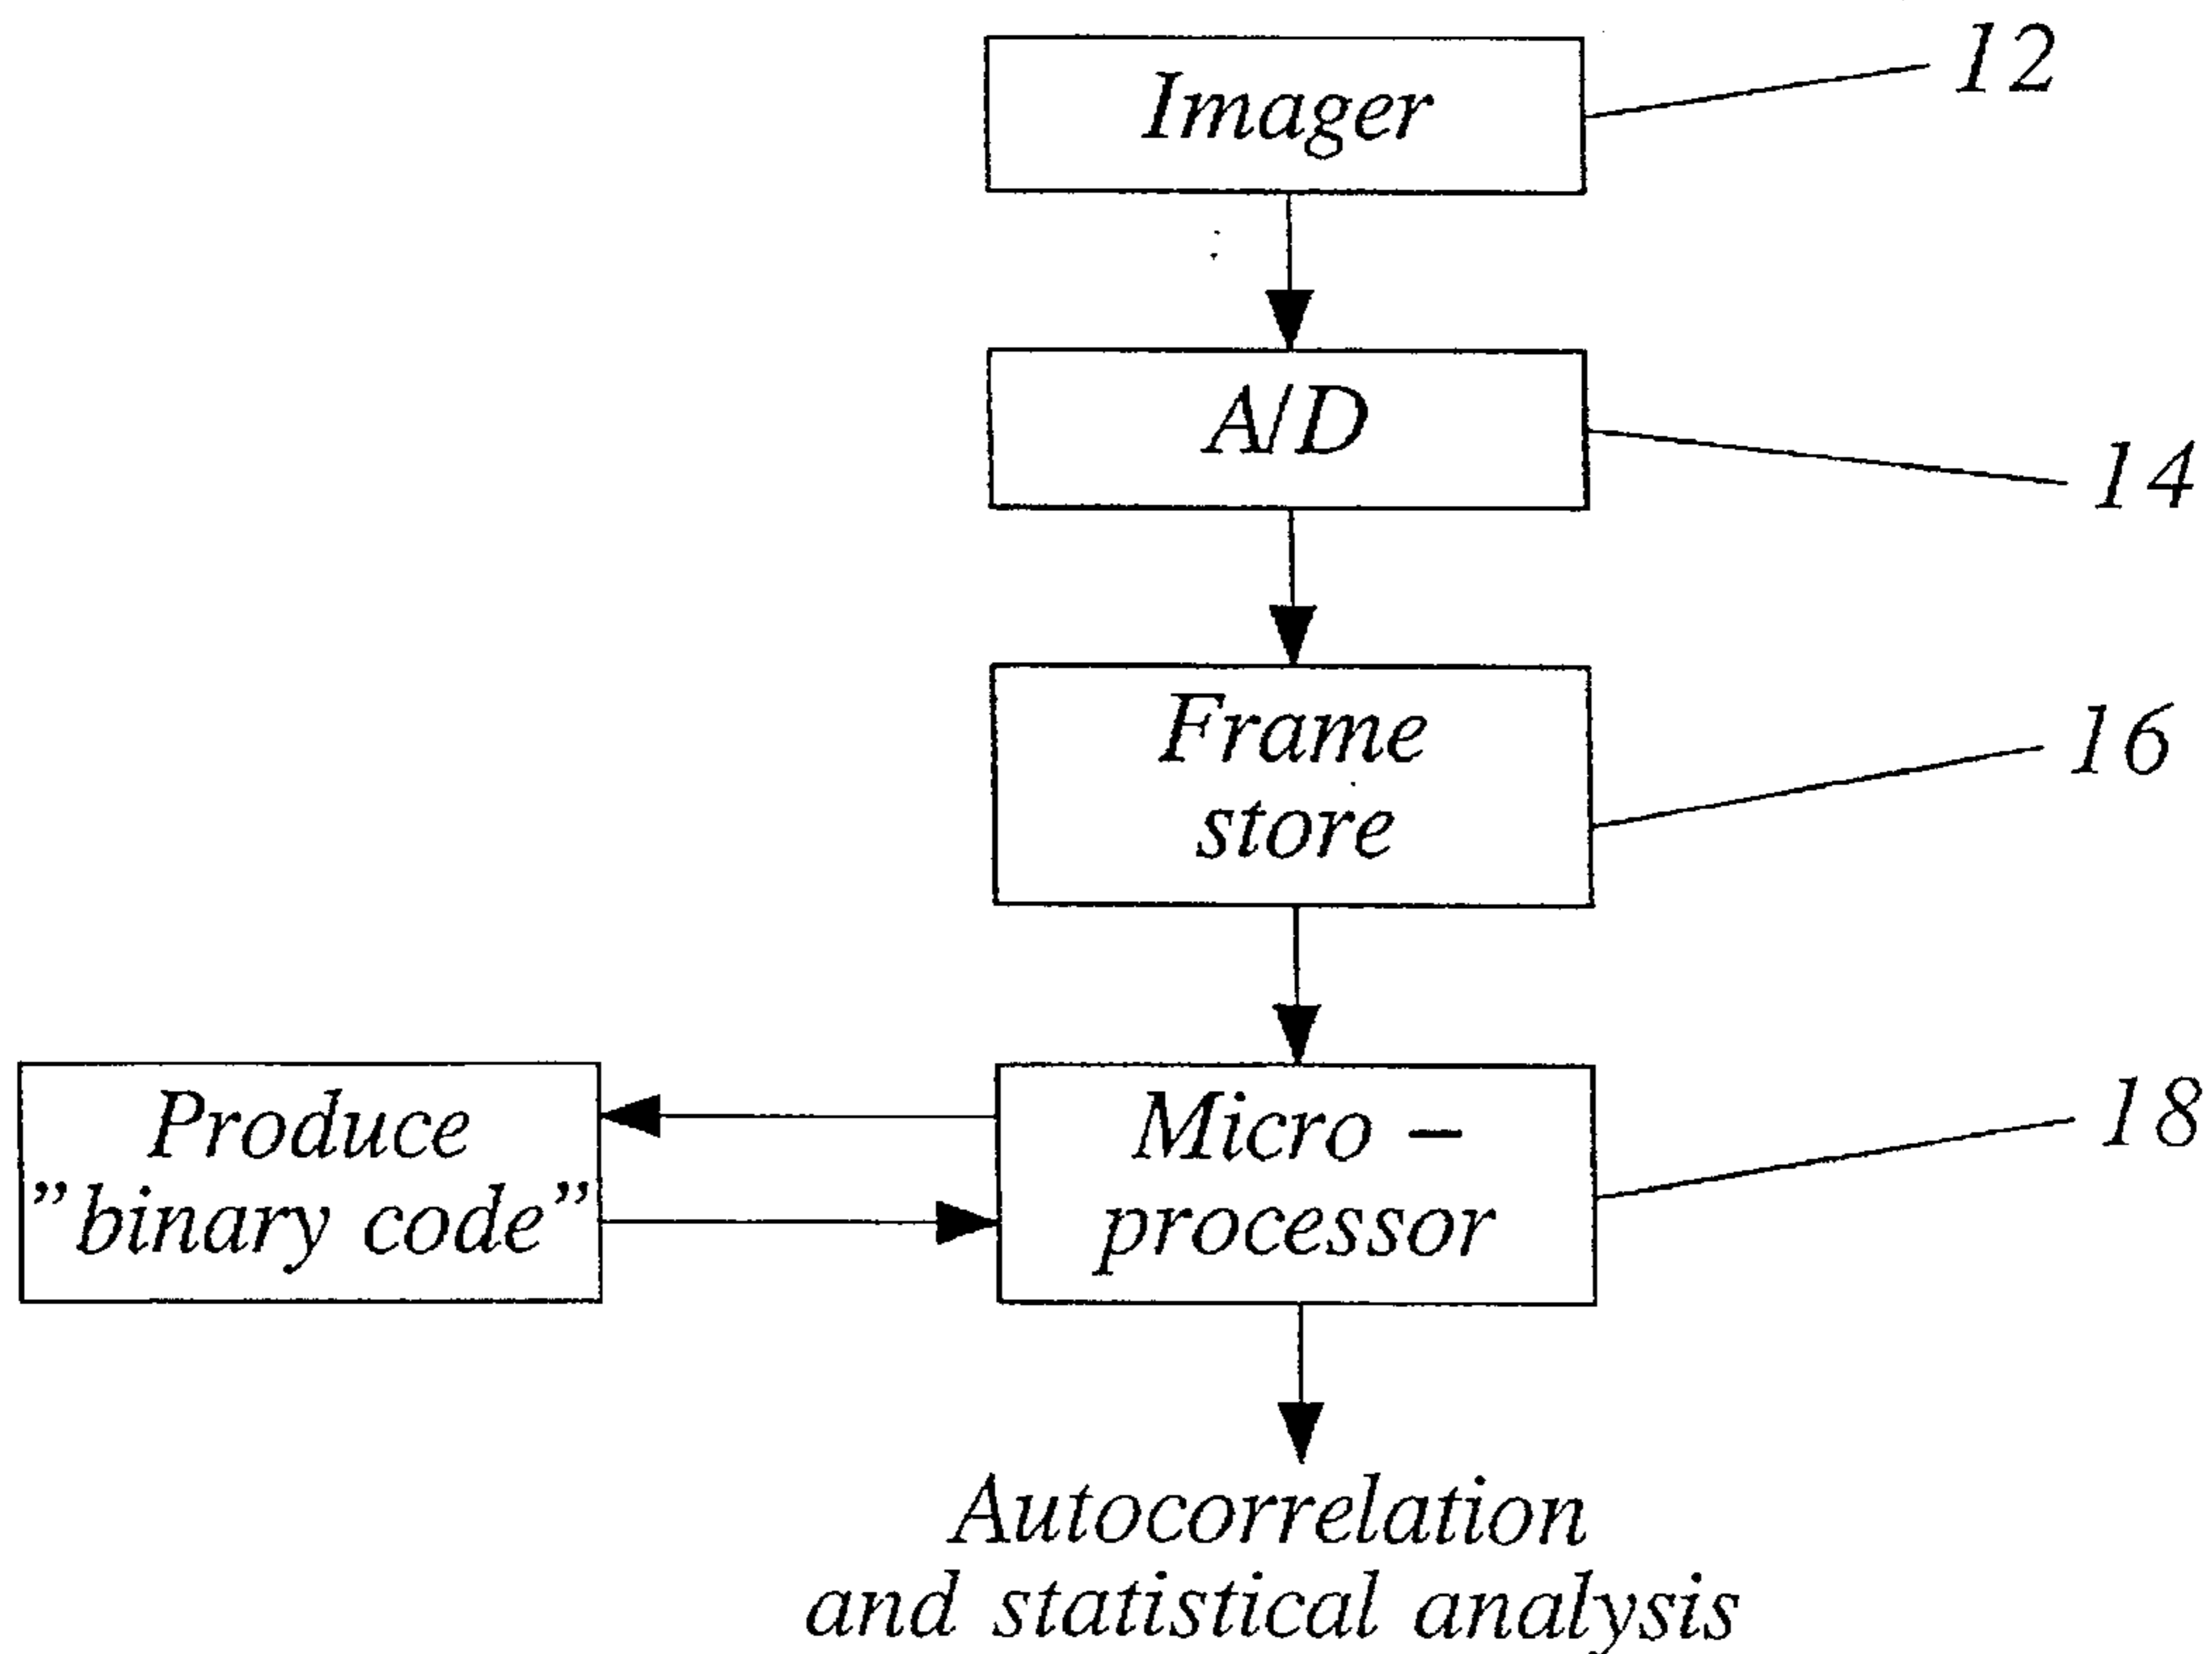 Imager
12
A/D
14
Frame
store
16
Produce
”binary code”
Micro –
processor
18
Autocorrelation
and statistical analysis